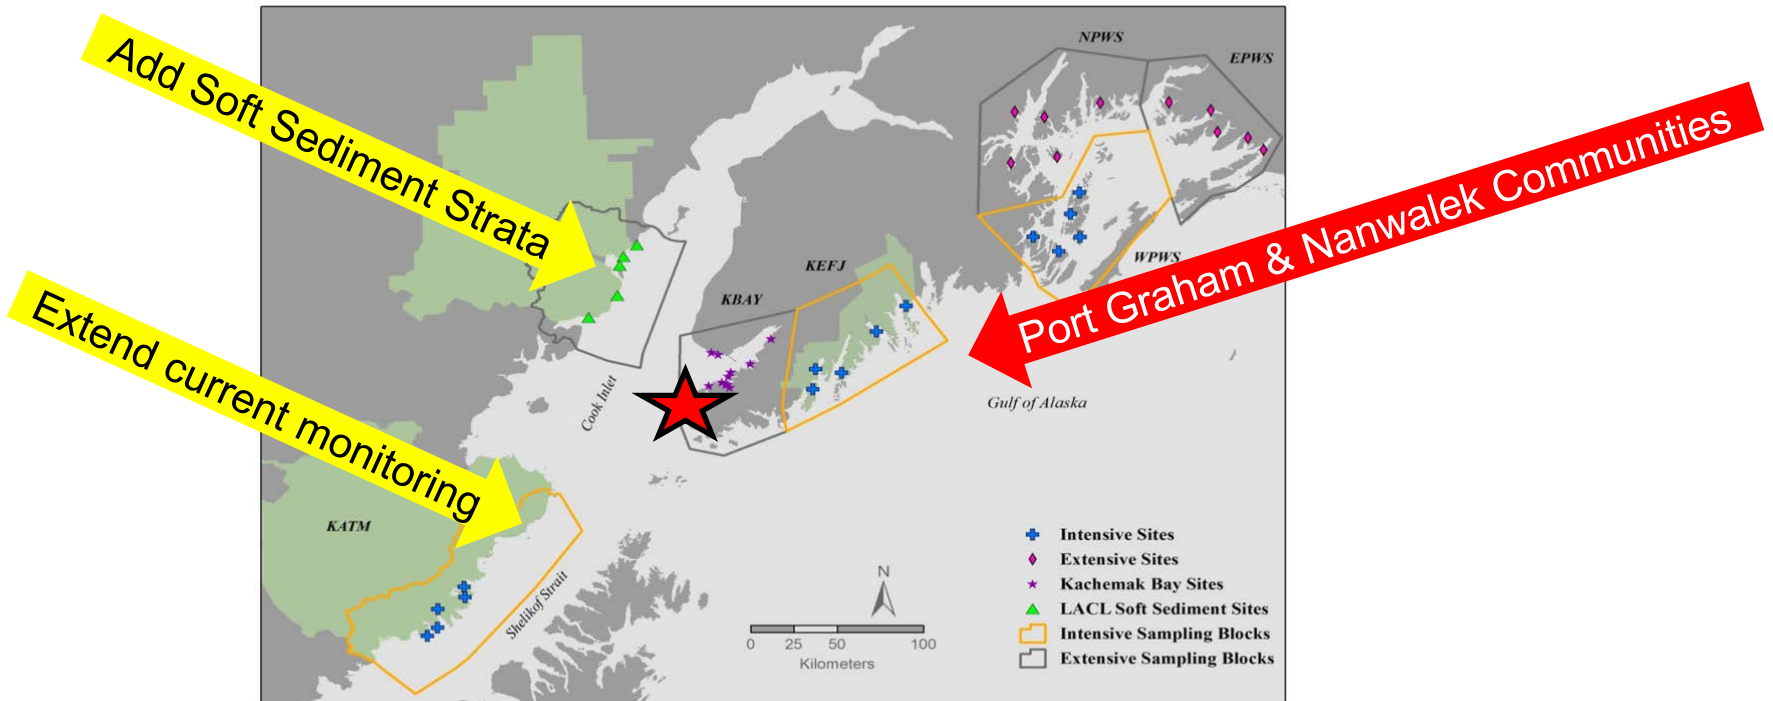 Add Soft Sediment Strata
Extend current monitoring
Port Graham & Nanwalek Communities
NPWS
EPWS
WPWS
KEFJ
KBAY
Cook Inlet
Gulf of Alaska
KATM
Shelikof Strait
N
0 25 50 100
Kilometers
Intensive Sites
Extensive Sites
Kachemak Bay Sites
LACL Soft Sediment Sites
Intensive Sampling Blocks
Extensive Sampling Blocks